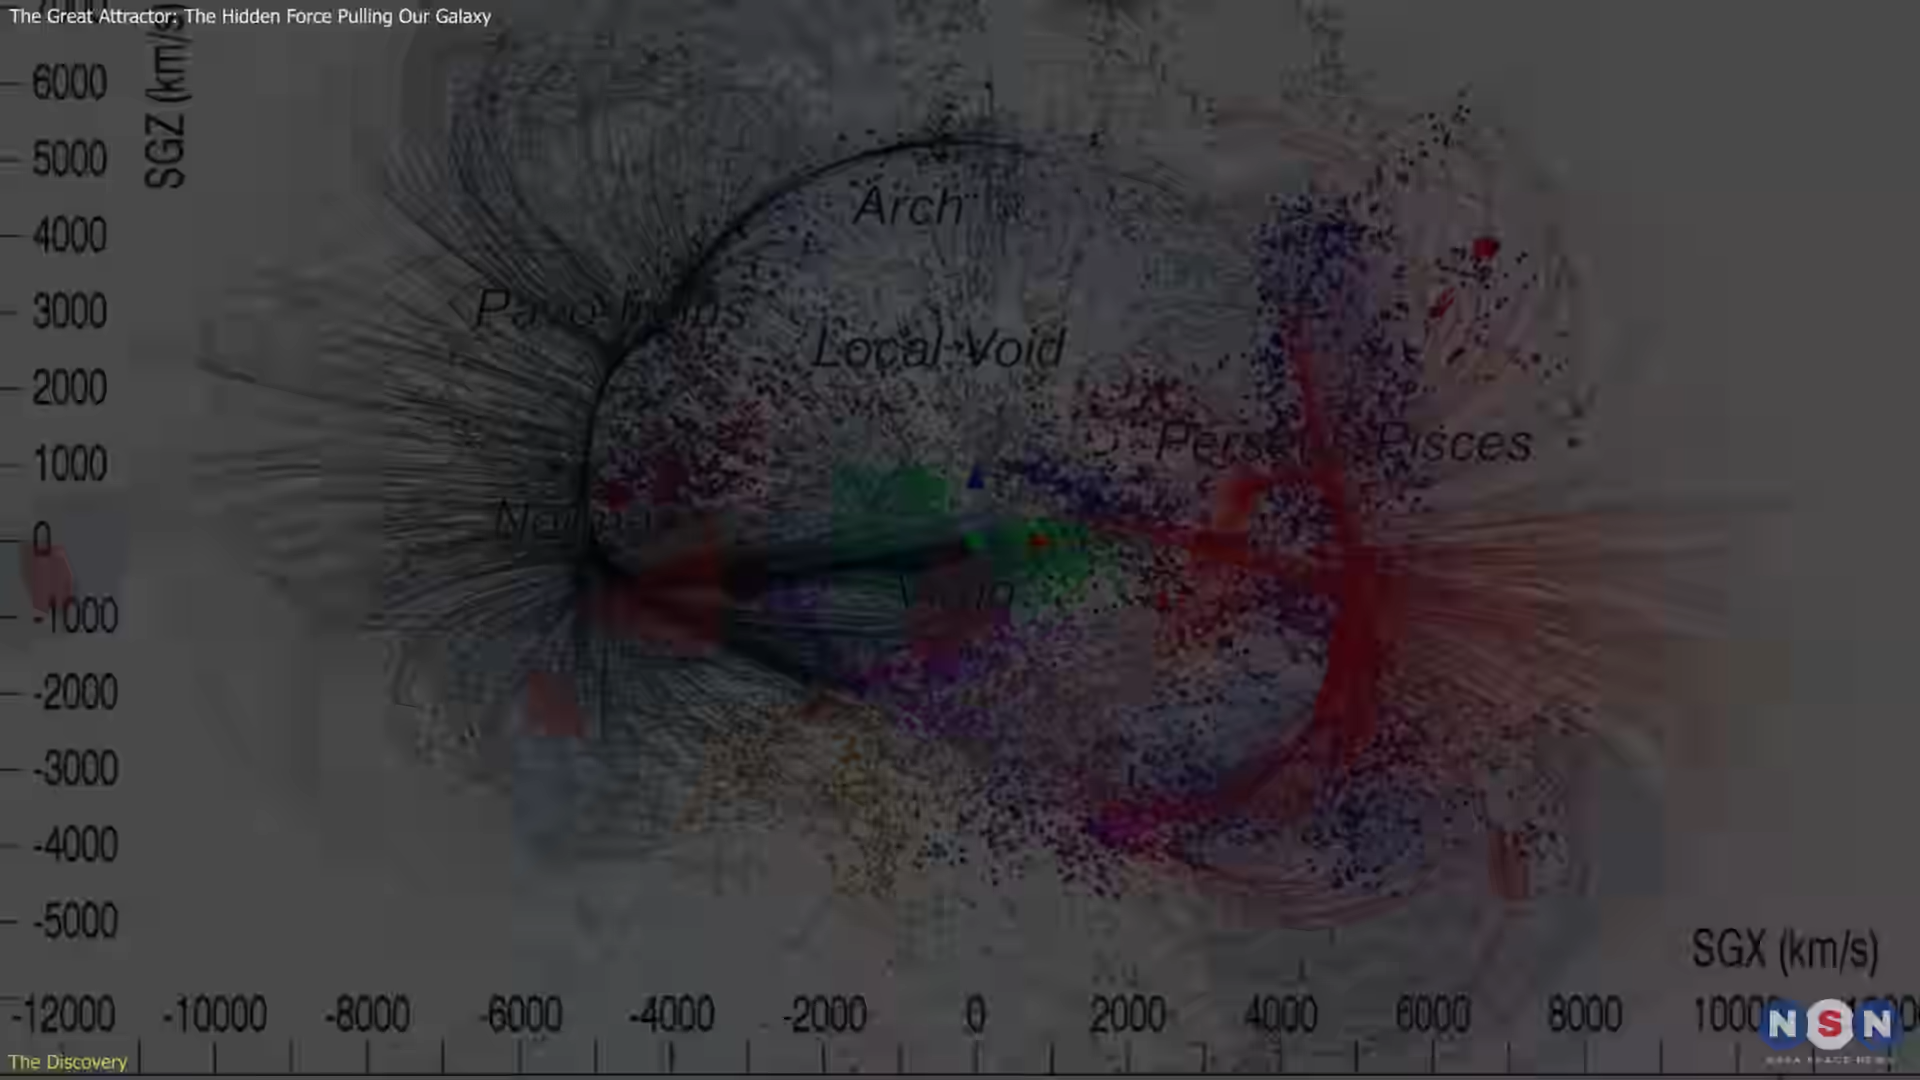 The Great Attractor: The Hidden Force Pulling Our Galaxy
SGZ (km/s)
6000
5000
4000
3000
2000
1000
0
-1000
-2000
-3000
-4000
-5000
Arch
Local Void
Pisces
Virgo
SGX (km/s)
-12000 -10000 -8000 -6000 -4000 -2000 0 2000 4000 6000 8000
NSN
The Discovery